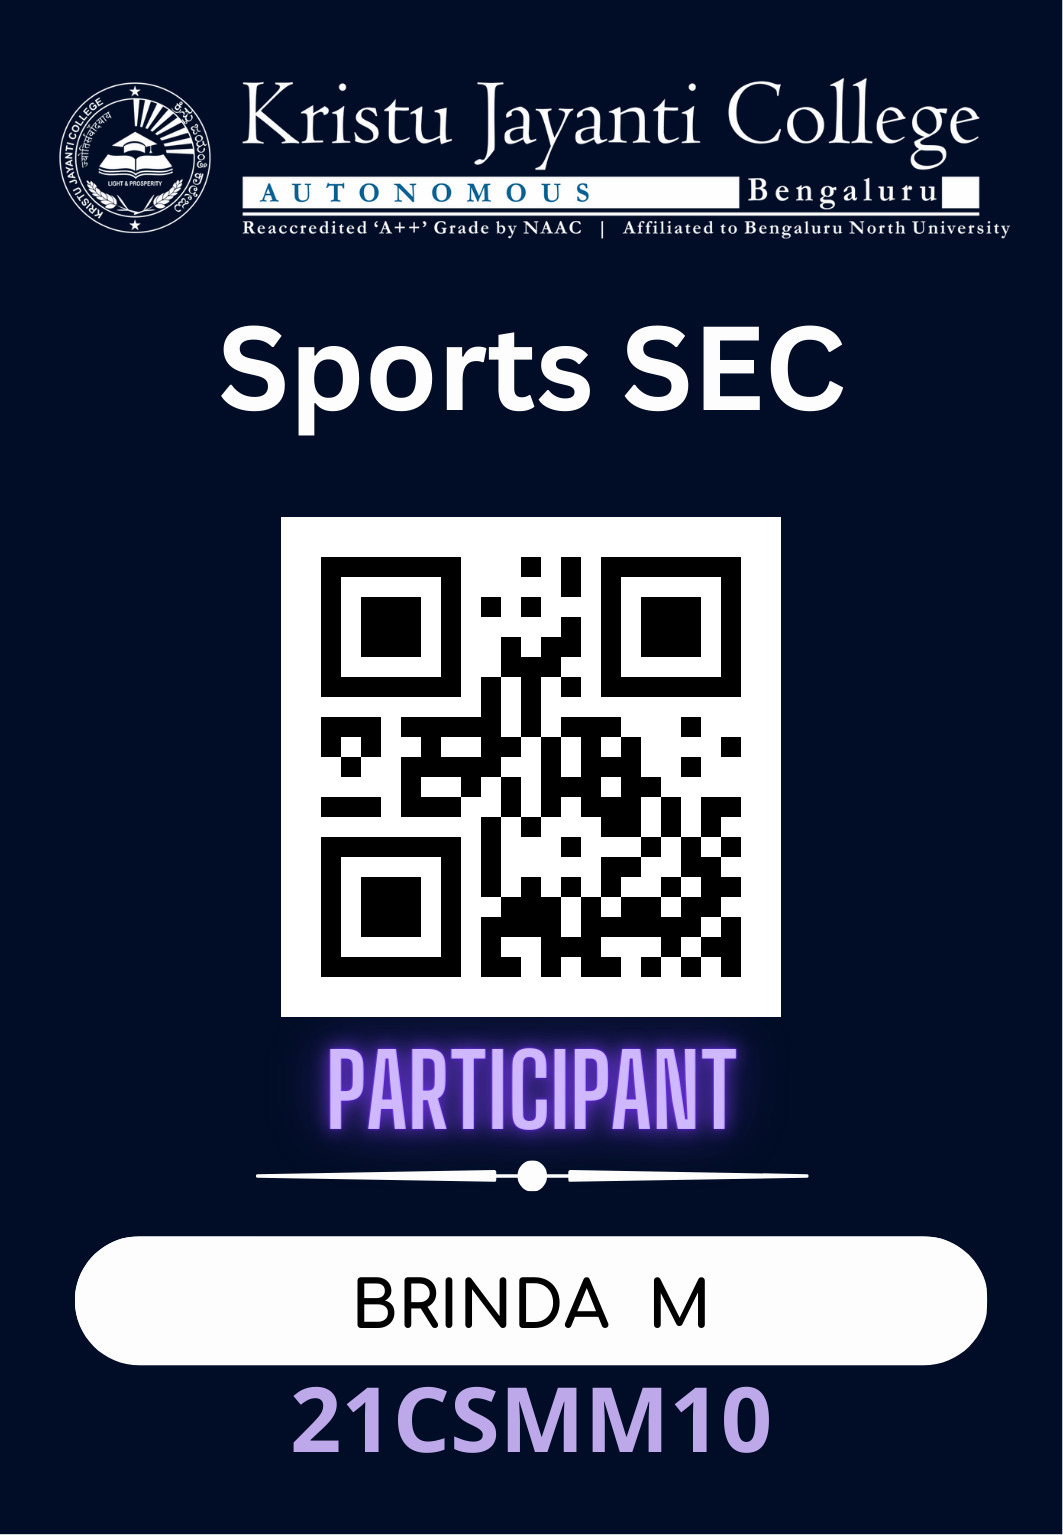 KRISTU JAYANTI COLLEGE
ಕ್ರಿಸ್ತು ಜಯಂತಿ ಕಾಲೇಜು
LIGHT & PROSPERITY
Kristu Jayanti College
AUTONOMOUS Bengaluru
Reaccredited ‘A++’ Grade by NAAC | Affiliated to Bengaluru North University
Sports SEC
PARTICIPANT
BRINDA M
21CSMM10